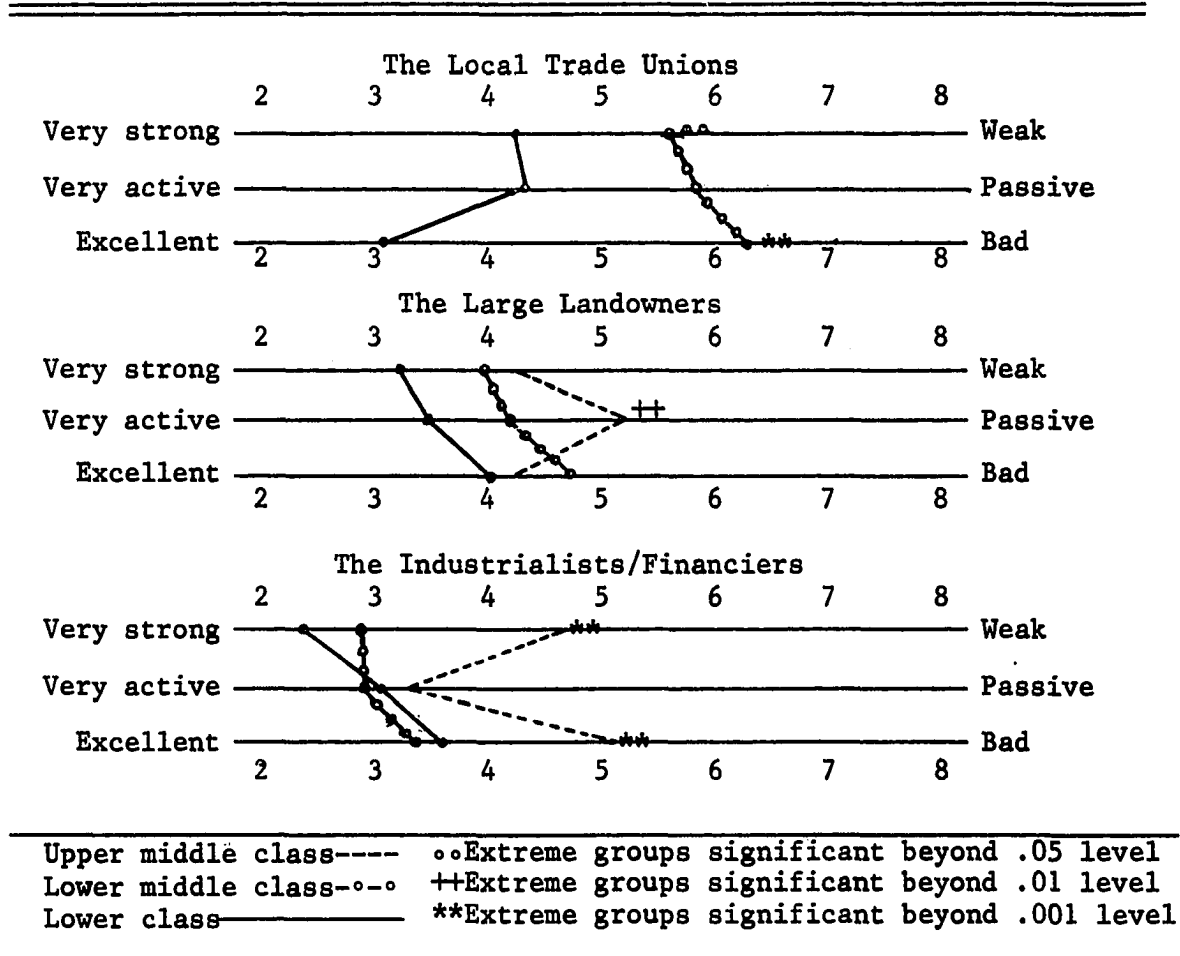 The Local Trade Unions
2 3 4 5 6 7 8
Very strong oo Weak
Very active Passive
Excellent ** Bad
2 3 4 5 6 7 8
The Large Landowners
2 3 4 5 6 7 8
Very strong Weak
Very active ++ Passive
Excellent Bad
2 3 4 5 6 7 8
The Industrialists/Financiers
2 3 4 5 6 7 8
Very strong ** Weak
Very active Passive
Excellent ** Bad
2 3 4 5 6 7 8
Upper middle class---- ooExtreme groups significant beyond .05 level
Lower middle class-o-o ++Extreme groups significant beyond .01 level
Lower class **Extreme groups significant beyond .001 level